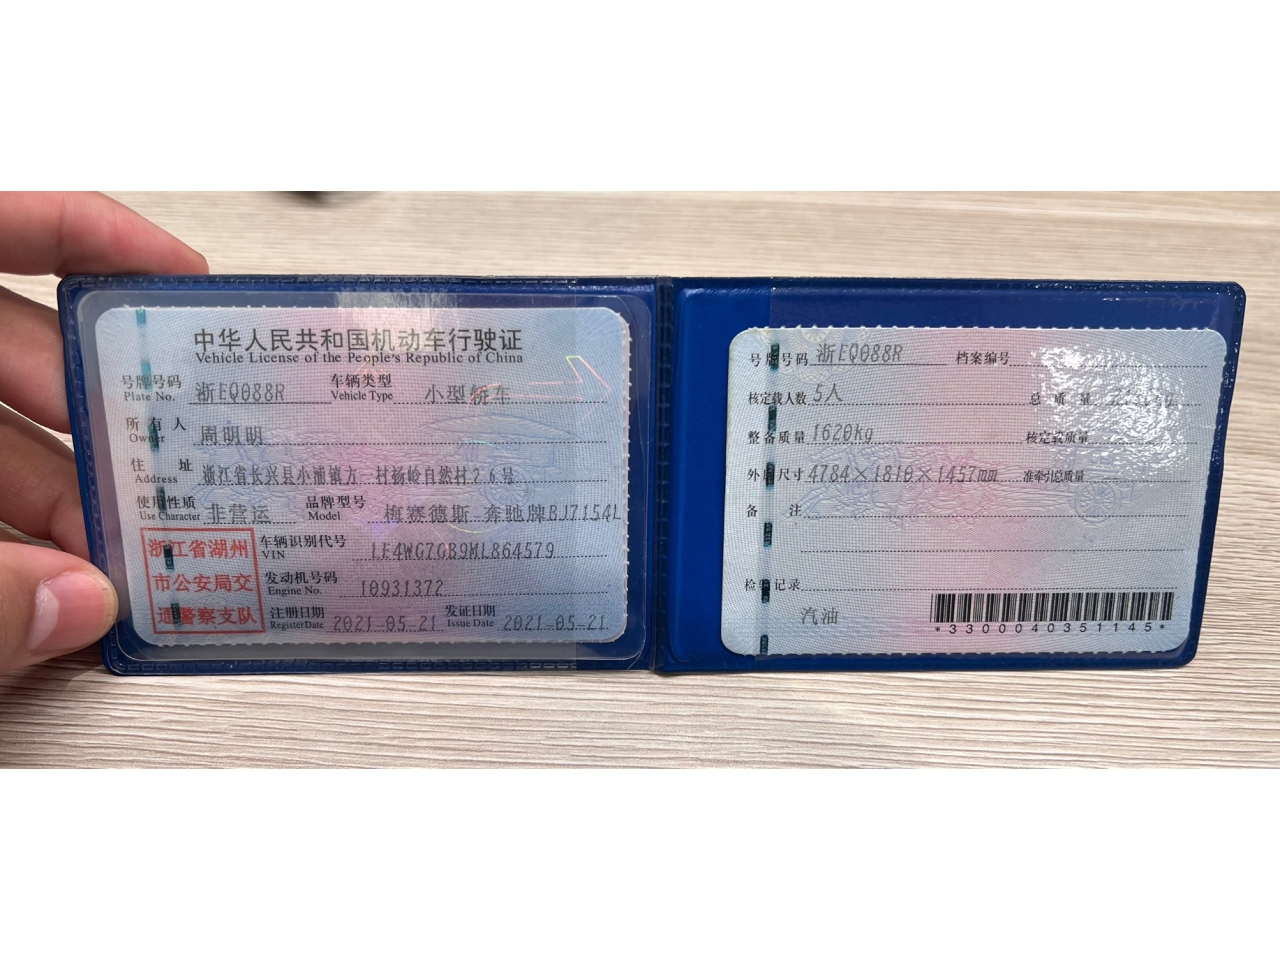 中华人民共和国机动车行驶证
Vehicle License of the People's Republic of China
号牌号码 浙EQ088R 车辆类型 小型轿车
Plate No. Vehicle Type
所有人 周明明
Owner
住址 浙江省长兴县小浦镇方一村杨岭自然村26号
Address
使用性质 非营运 品牌型号 梅赛德斯 奔驰牌BJ7154L
Use Character Model
浙江省湖州
市公安局交
通警察支队
车辆识别代号 LE4WG7GB9ML864579
VIN
发动机号码 10931372
Engine No.
注册日期 2021-05-21 发证日期 2021-05-21
Register Date Issue Date
号牌号码 浙EQ088R 档案编号
核定载人数 5人 总质量
整备质量 1620kg 核定载质量
外廓尺寸 4784×1810×1457mm 准牵引总质量
备注
检验记录
汽油
*3300040351145*